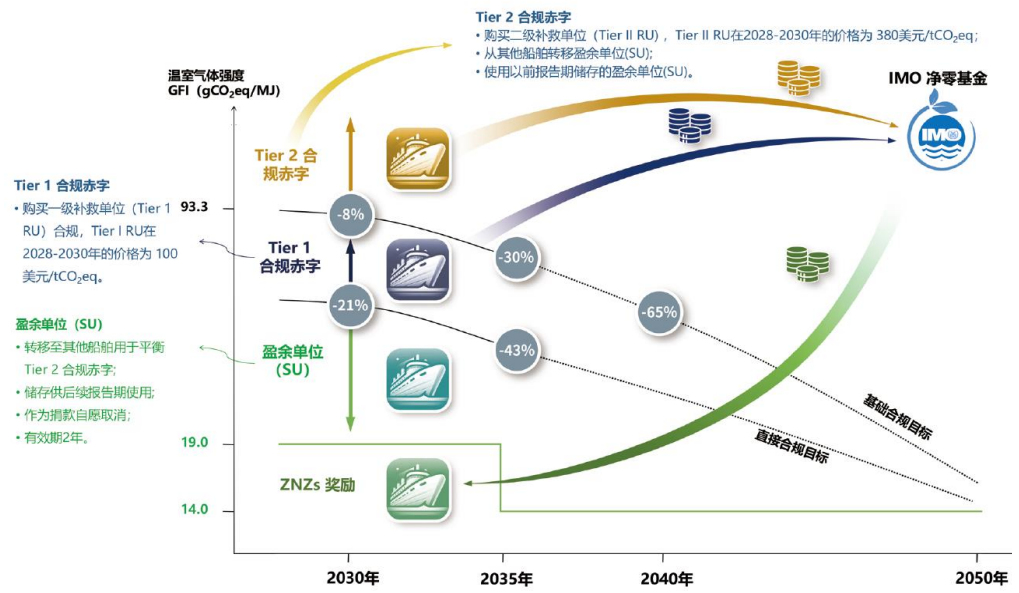 Tier 2 合规赤字
• 购买二级补救单位（Tier II RU），Tier II RU在2028-2030年的价格为 380美元/tCO₂eq；
• 从其他船舶转移盈余单位(SU)；
• 使用以前报告期储存的盈余单位(SU)。
温室气体强度
GFI（gCO₂eq/MJ）
IMO 净零基金
IMO
Tier 2 合
规赤字
Tier 1 合规赤字
• 购买一级补救单位（Tier 1
RU）合规，Tier I RU在
2028-2030年的价格为 100
美元/tCO₂eq。
93.3
-8%
Tier 1
合规赤字
-30%
-21%
-65%
-43%
盈余单位（SU）
• 转移至其他船舶用于平衡
Tier 2 合规赤字;
• 储存供后续报告期使用;
• 作为捐款自愿取消;
• 有效期2年。
盈余单位
（SU）
基础合规目标
直接合规目标
19.0
ZNZs 奖励
14.0
2030年
2035年
2040年
2050年